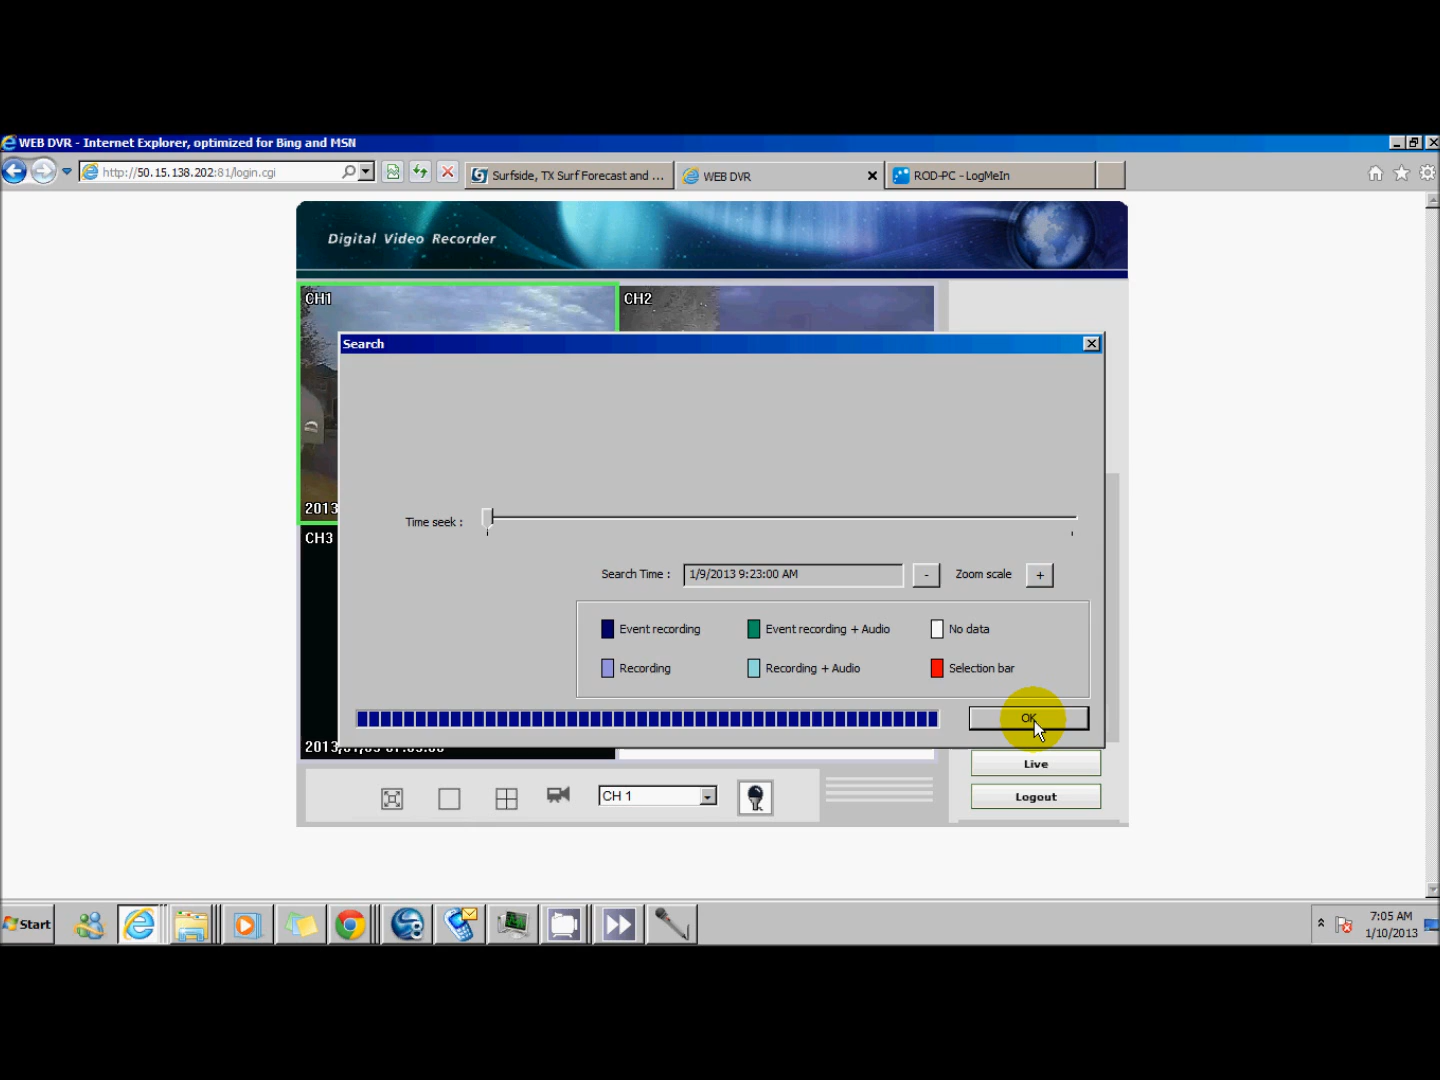 WEB DVR - Internet Explorer, optimized for Bing and MSN
http://50.15.138.202:81/login.cgi
Surfside, TX Surf Forecast and ...
WEB DVR
ROD-PC - LogMeIn
Digital Video Recorder
CH1
CH2
Search
2013
Time seek :
CH3
Search Time :
1/9/2013 9:23:00 AM
-
Zoom scale
+
Event recording
Event recording + Audio
No data
Recording
Recording + Audio
Selection bar
OK
Live
CH 1
Logout
Start
7:05 AM
1/10/2013